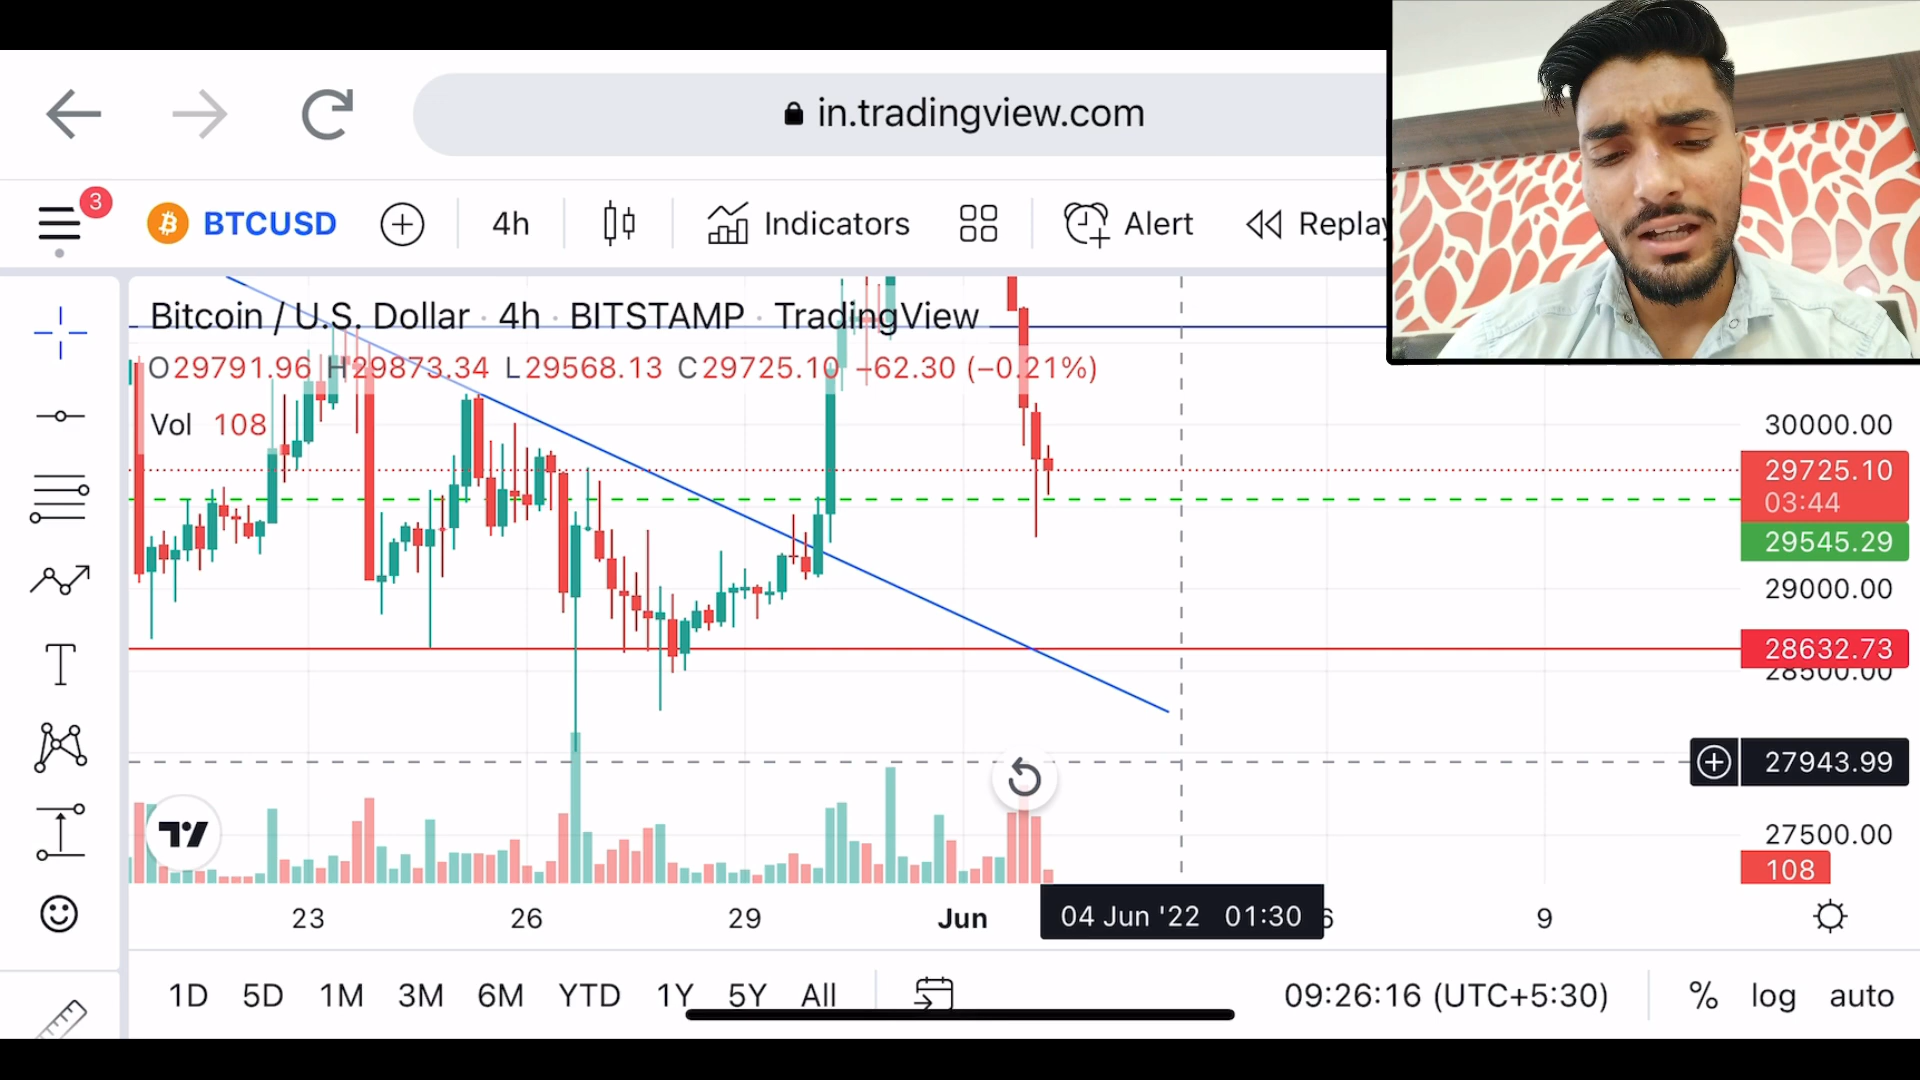 in.tradingview.com
3
BTCUSD
4h
Indicators
Alert
Replay
Bitcoin / U.S. Dollar · 4h · BITSTAMP · TradingView
O29791.96 H29873.34 L29568.13 C29725.10 −62.30 (−0.21%)
Vol 108
30000.00
29725.10
03:44
29545.29
29000.00
28632.73
28500.00
27943.99
27500.00
108
23 26 29 Jun 04 Jun '22 01:30 6 9
1D 5D 1M 3M 6M YTD 1Y 5Y All 09:26:16 (UTC+5:30) % log auto